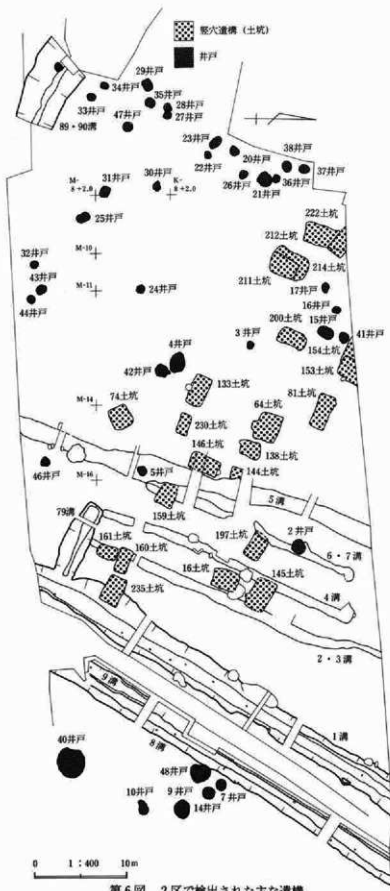 竪穴遺構（土坑）
井戸
29井戸
34井戸
35井戸
28井戸
33井戸
27井戸
47井戸
89・90溝
23井戸
38井戸
20井戸
37井戸
22井戸
M-
8＋2.0
31井戸
30井戸
K-
8＋2.0
26井戸
36井戸
21井戸
25井戸
222土坑
212土坑
214土坑
32井戸
M-10
43井戸
M-11
24井戸
211土坑
17井戸
44井戸
16井戸
200土坑
15井戸
4井戸
3井戸
41井戸
154土坑
42井戸
153土坑
133土坑
M-14
74土坑
64土坑
81土坑
230土坑
146土坑
138土坑
46井戸
M-16
5井戸
144土坑
5溝
159土坑
79溝
197土坑
2井戸
161土坑
6・7溝
160土坑
16土坑
145土坑
4溝
235土坑
2・3溝
9溝
1溝
8溝
40井戸
48井戸
10井戸
9井戸
7井戸
14井戸
0 1：400 10m
第6図 2区で検出された主な遺構